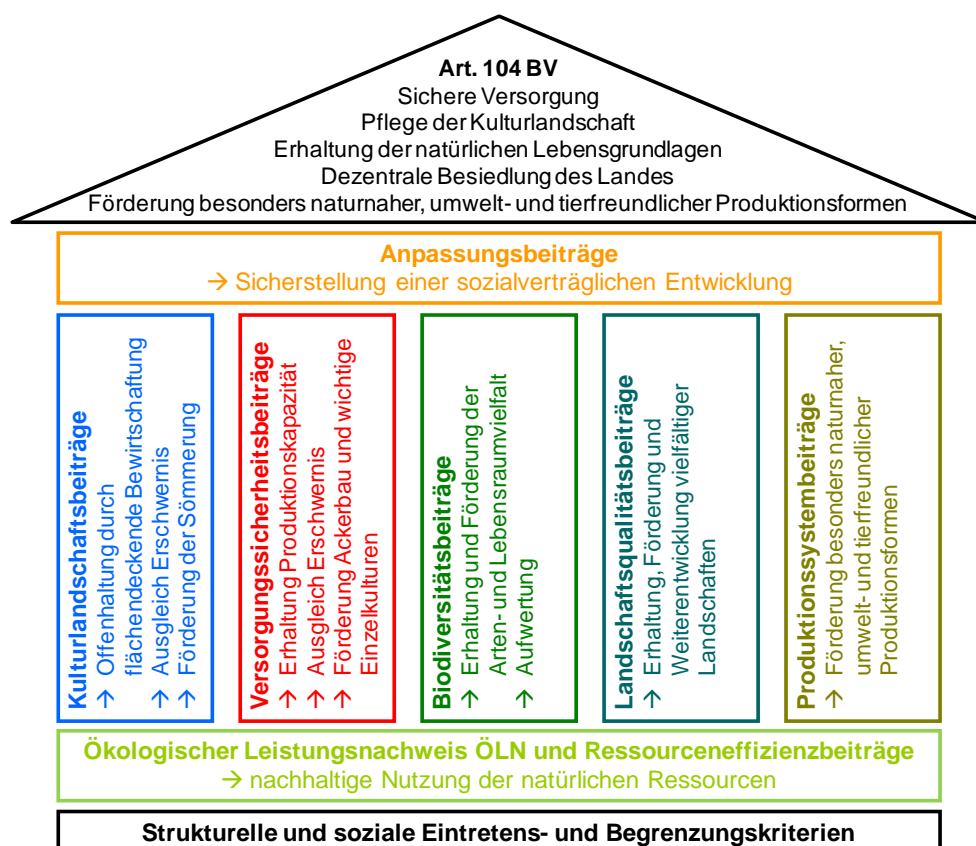 Art. 104 BV
Sichere Versorgung
Pflege der Kulturlandschaft
Erhaltung der natürlichen Lebensgrundlagen
Dezentrale Besiedlung des Landes
Förderung besonders naturnaher, umwelt- und tierfreundlicher Produktionsformen
Anpassungsbeiträge
→ Sicherstellung einer sozialverträglichen Entwicklung
Kulturlandschaftsbeiträge
→ Offenhaltung durch
flächendeckende Bewirtschaftung
→ Ausgleich Erschwernis
→ Förderung der Sömmerung
Versorgungssicherheitsbeiträge
→ Erhaltung Produktionskapazität
→ Ausgleich Erschwernis
→ Förderung Ackerbau und wichtige
Einzelkulturen
Biodiversitätsbeiträge
→ Erhaltung und Förderung der
Arten- und Lebensraumvielfalt
→ Aufwertung
Landschaftsqualitätsbeiträge
→ Erhaltung, Förderung und
Weiterentwicklung vielfältiger
Landschaften
Produktionssystembeiträge
→ Förderung besonders naturnaher,
umwelt- und tierfreundlicher
Produktionsformen
Ökologischer Leistungsnachweis ÖLN und Ressourceneffizienzbeiträge
→ nachhaltige Nutzung der natürlichen Ressourcen
Strukturelle und soziale Eintretens- und Begrenzungskriterien